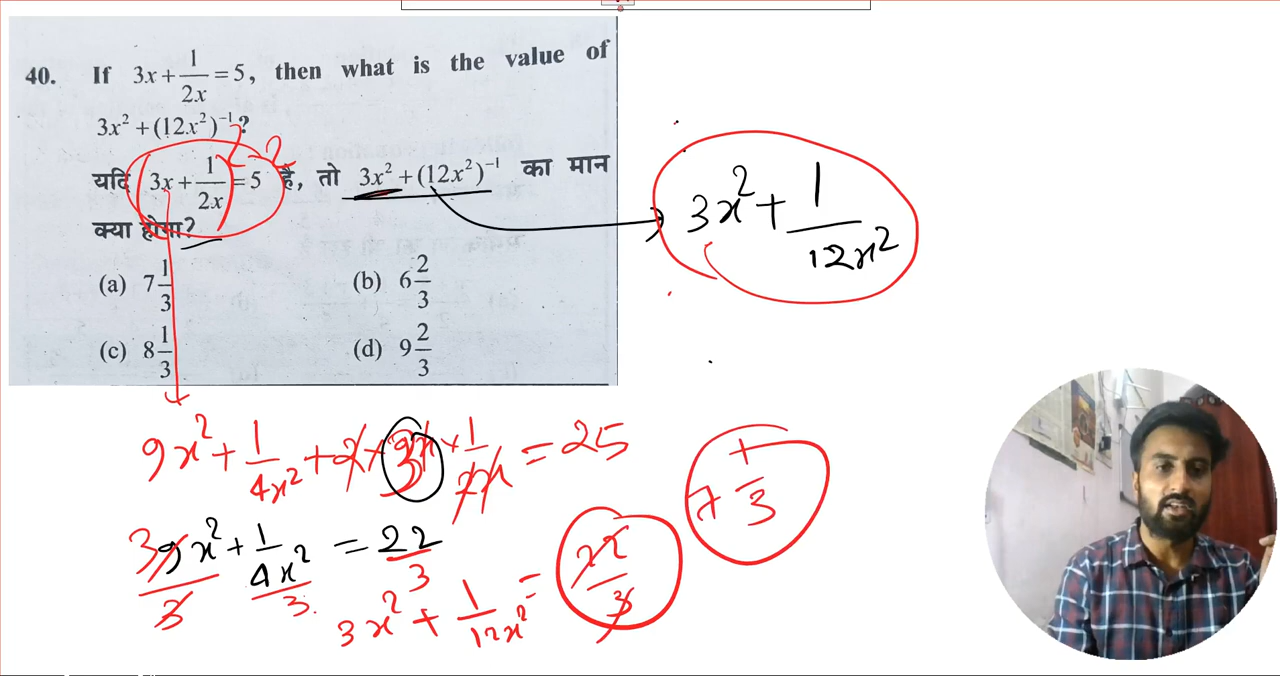 40. If 3x + 1/2x = 5, then what is the value of
3x² + (12x²)⁻¹?
यदि (3x + 1/2x)² = 5² है, तो 3x² + (12x²)⁻¹ का मान
क्या होगा?
(a) 7 1/3 (b) 6 2/3
(c) 8 1/3 (d) 9 2/3
3x² + 1/12x²
9x² + 1/4x² + 2 × 3x × 1/2x = 25
3 9x²/3 + 1/4x²/3 = 22/3
3x² + 1/12x² = 22/3
7 1/3